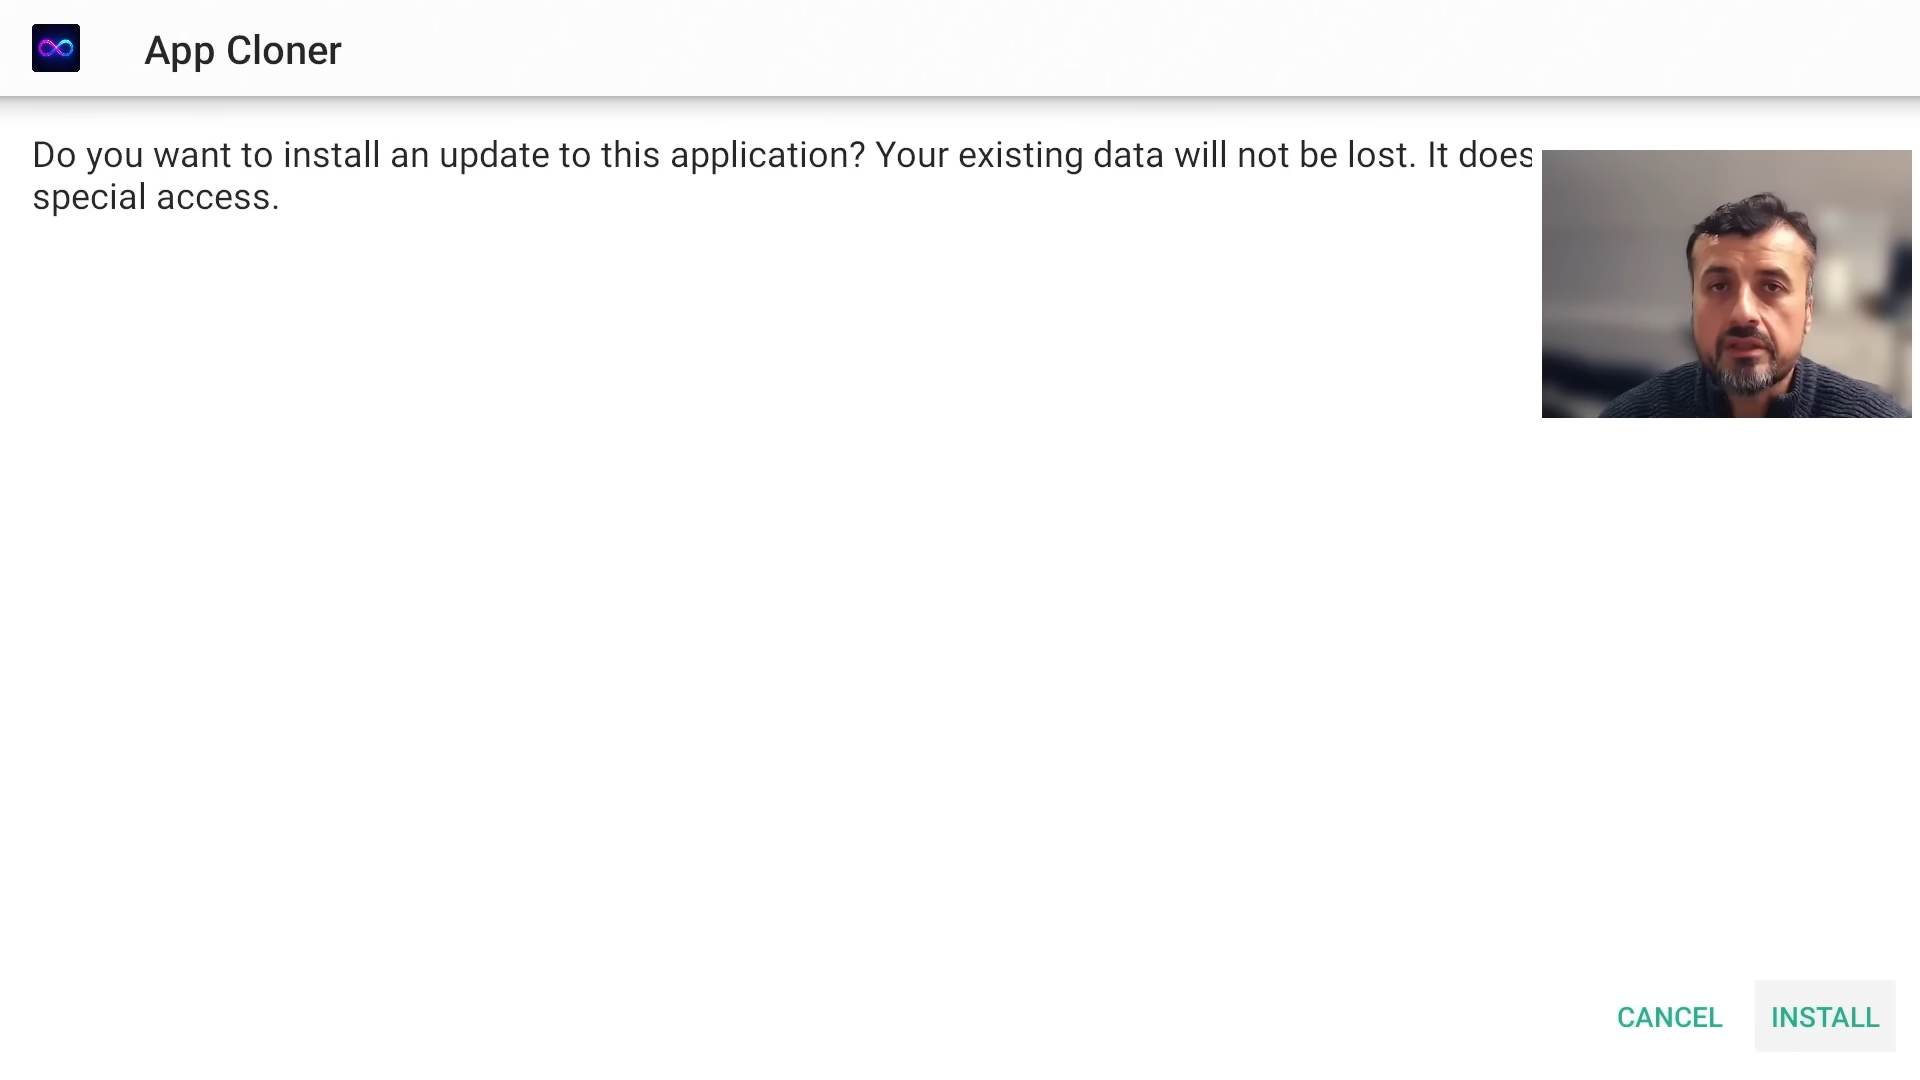 App Cloner
Do you want to install an update to this application? Your existing data will not be lost. It does
special access.
CANCEL INSTALL